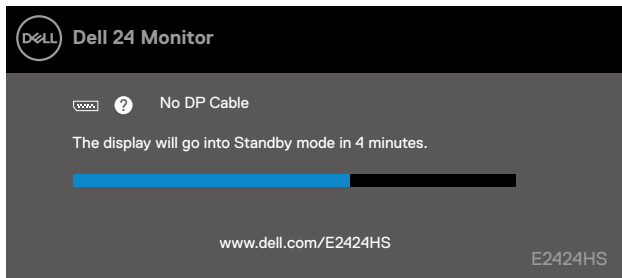 DELL Dell 24 Monitor
? No DP Cable
The display will go into Standby mode in 4 minutes.
www.dell.com/E2424HS
E2424HS